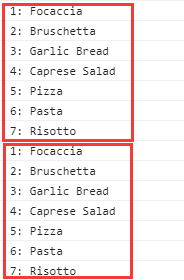 1: Focaccia
2: Bruschetta
3: Garlic Bread
4: Caprese Salad
5: Pizza
6: Pasta
7: Risotto
1: Focaccia
2: Bruschetta
3: Garlic Bread
4: Caprese Salad
5: Pizza
6: Pasta
7: Risotto